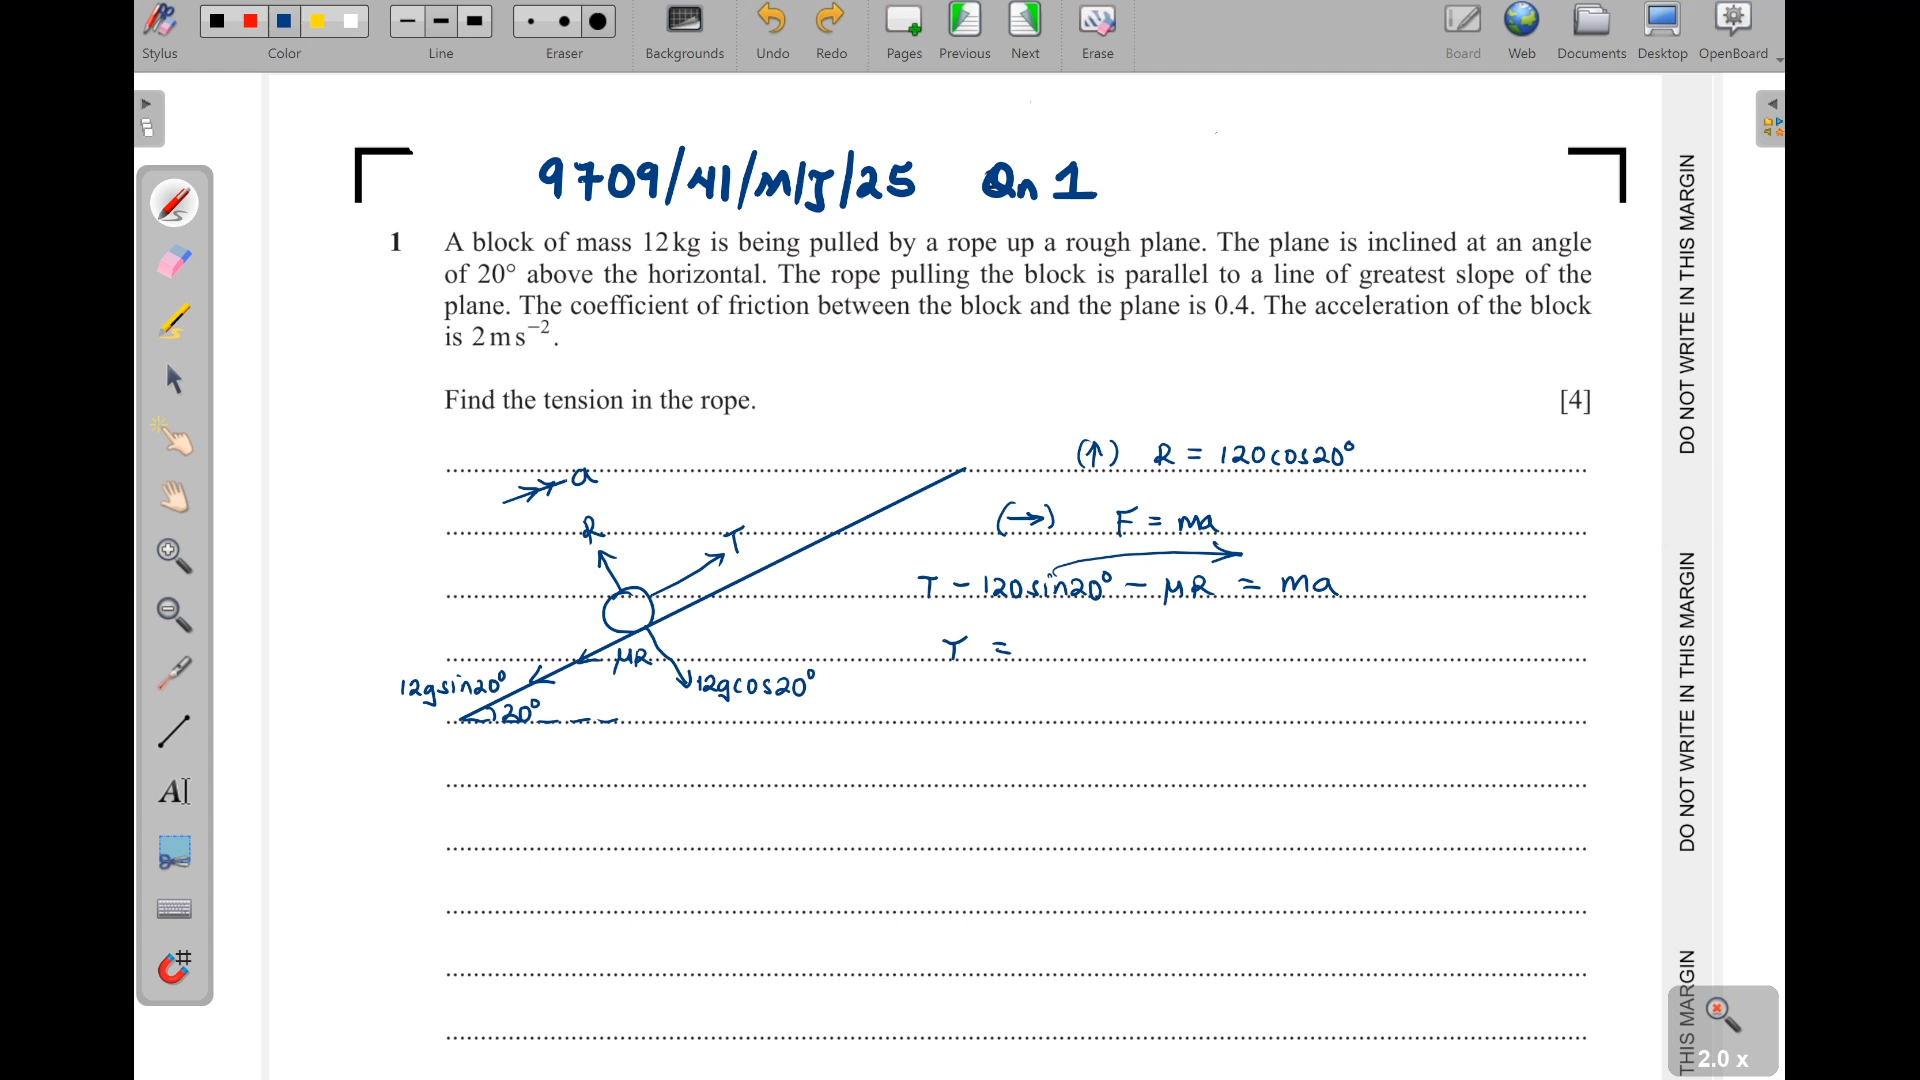 Stylus Color Line Eraser Backgrounds Undo Redo Pages Previous Next Erase Board Web Documents Desktop OpenBoard
9709/41/M/J/25 Qn 1
1 A block of mass 12 kg is being pulled by a rope up a rough plane. The plane is inclined at an angle
of 20° above the horizontal. The rope pulling the block is parallel to a line of greatest slope of the
plane. The coefficient of friction between the block and the plane is 0.4. The acceleration of the block
is 2 m s⁻².
Find the tension in the rope. [4]
(↑) R = 120cos20°
a
(→) F = ma
R
T
T - 120sin20° - μR = ma
T =
μR
12gsin20°
12gcos20°
20°
DO NOT WRITE IN THIS MARGIN
DO NOT WRITE IN THIS MARGIN
THIS MARGIN
2.0 x